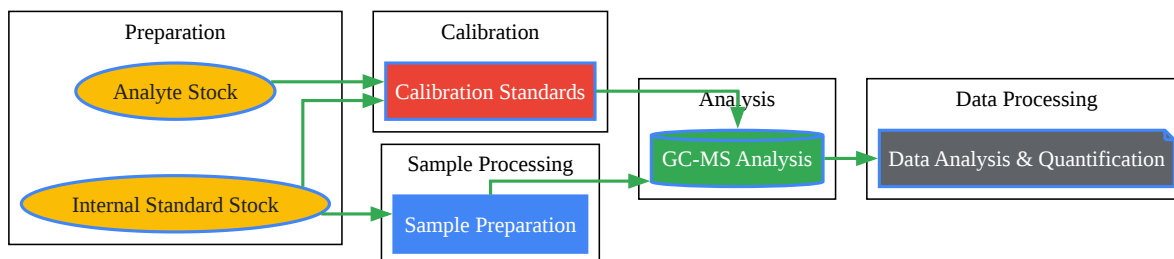 Preparation
Analyte Stock
Internal Standard Stock
Calibration
Calibration Standards
Sample Processing
Sample Preparation
Analysis
GC-MS Analysis
Data Processing
Data Analysis & Quantification